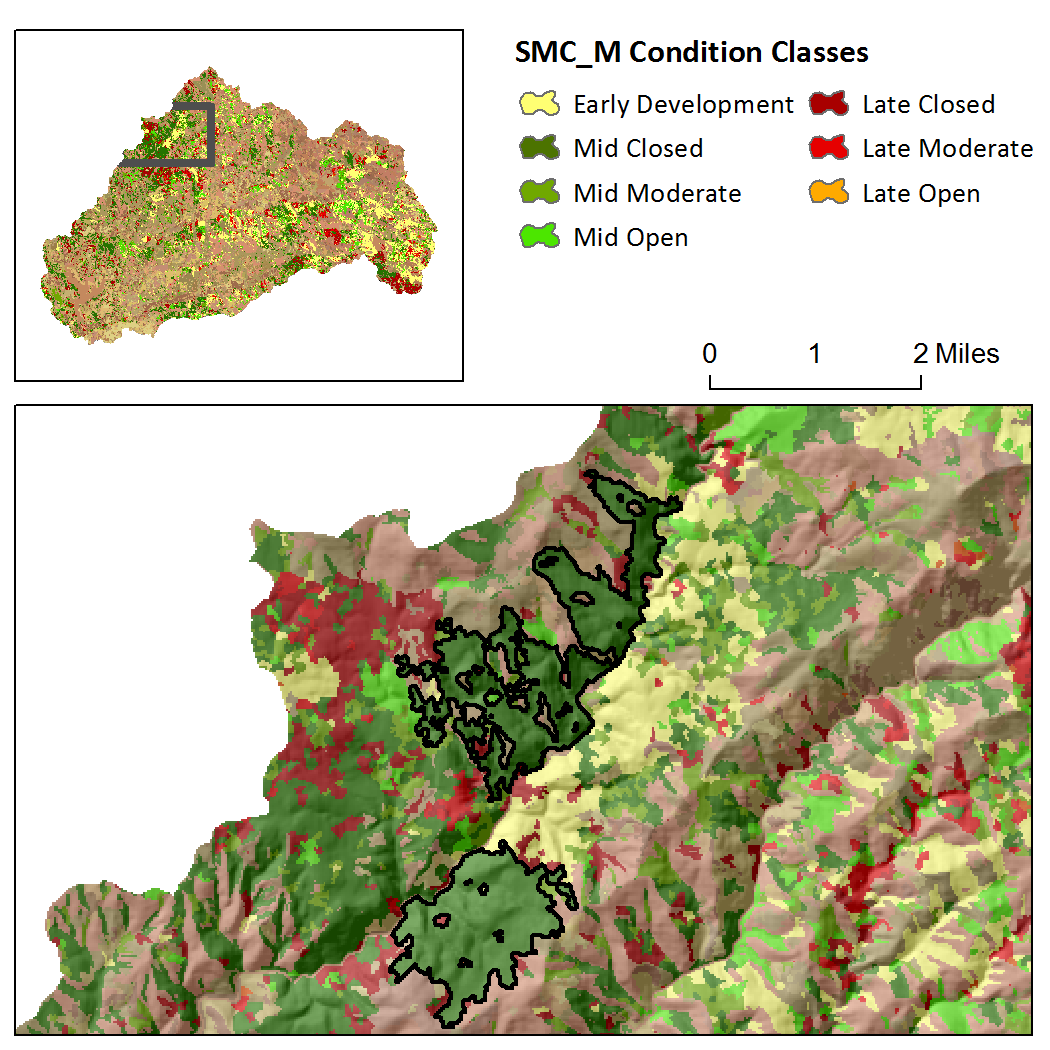 SMC_M Condition Classes
Early Development
Late Closed
Mid Closed
Late Moderate
Mid Moderate
Late Open
Mid Open
0 1 2 Miles